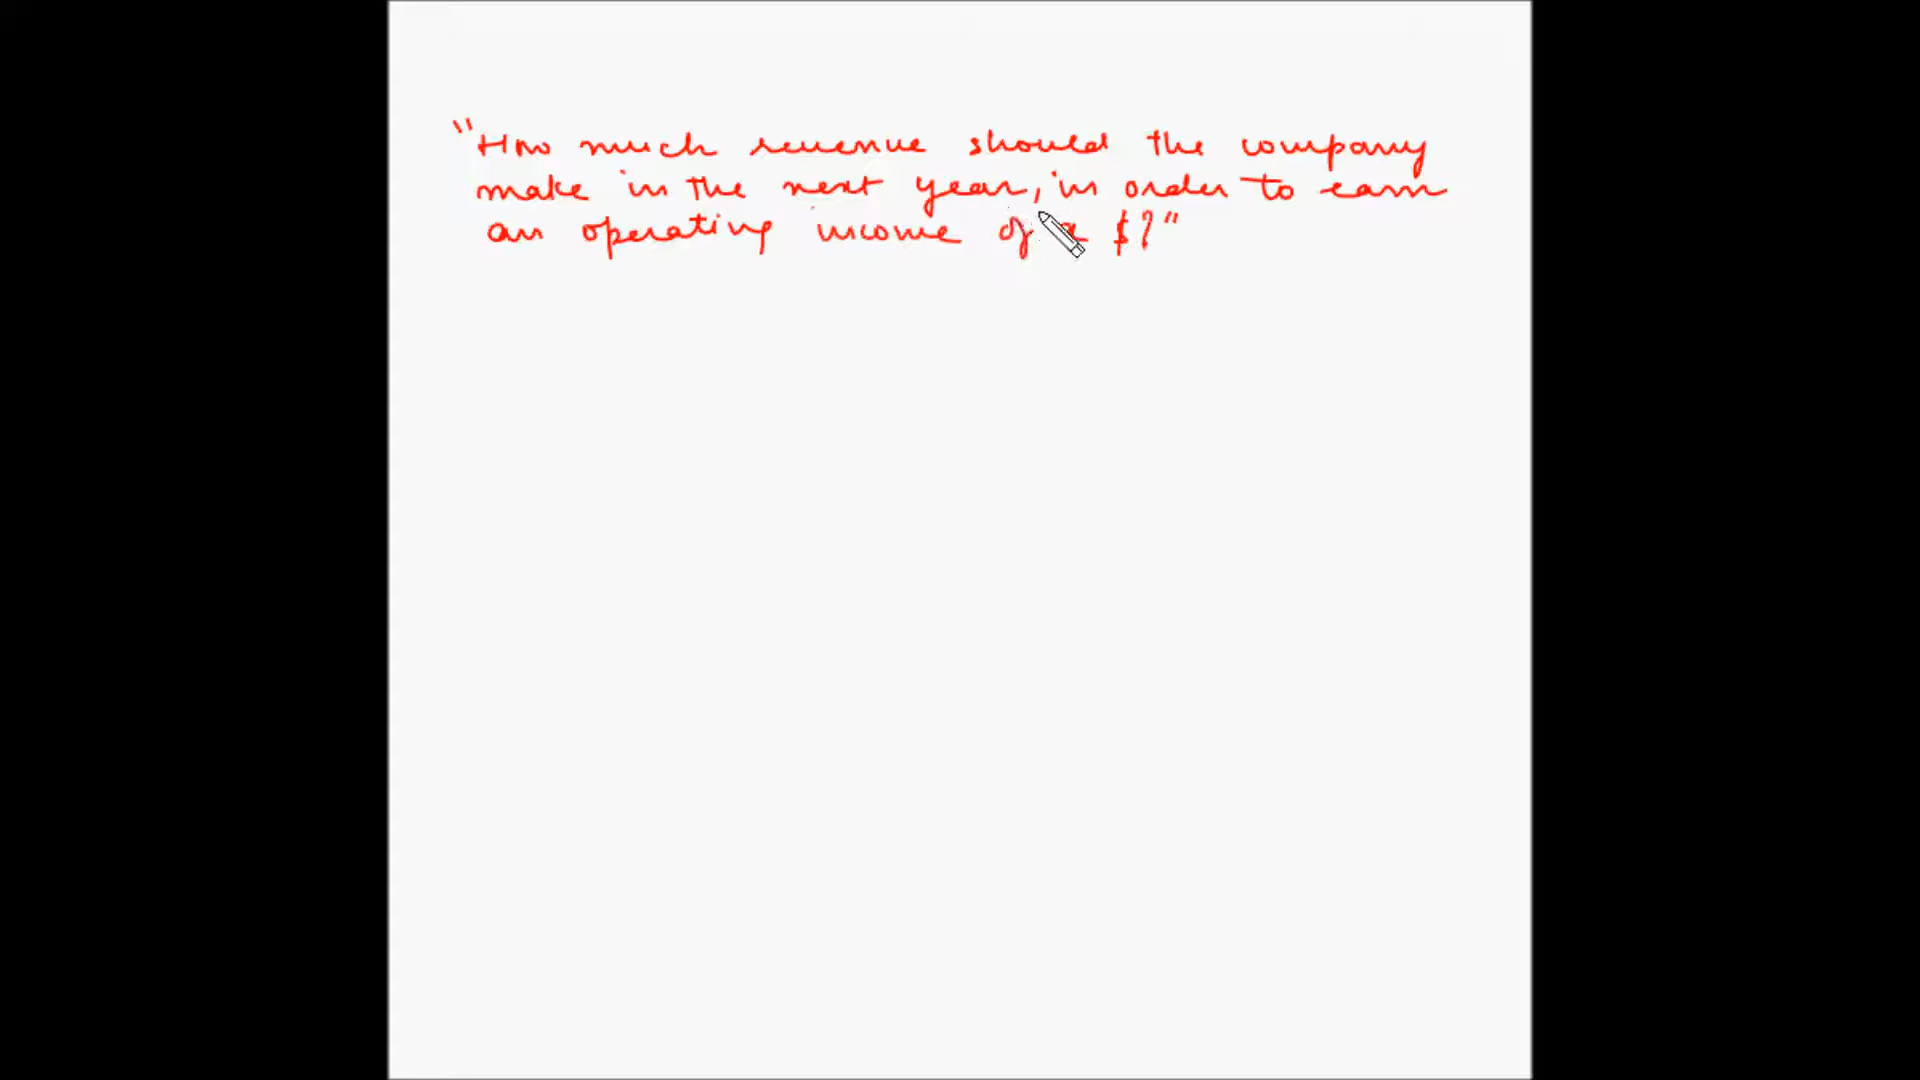 "How much revenue should the company
make in the next year, in order to earn
an operating income of a $?"